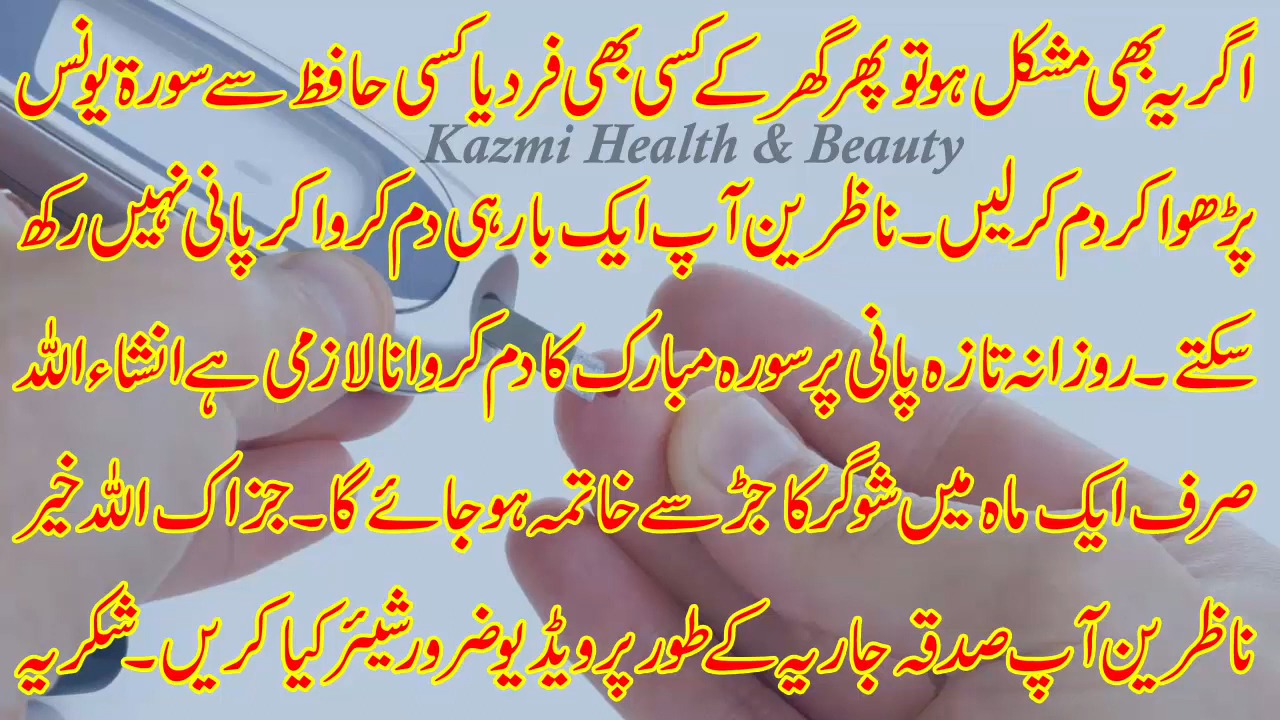 اگر یہ بھی مشکل ہو تو پھر گھر کے کسی بھی فرد یا کسی حافظ سے سورۃ یونس
Kazmi Health & Beauty
پڑھوا کر دم کر لیں۔ ناظرین آپ ایک بار ہی دم کروا کر پانی نہیں رکھ
سکتے۔ روزانہ تازہ پانی پر سورہ مبارک کا دم کروانا لازمی ہے انشاء اللہ
صرف ایک ماہ میں شوگر کا جڑ سے خاتمہ ہو جائے گا۔ جزاک اللہ خیر
ناظرین آپ صدقہ جاریہ کے طور پر ویڈیو ضرور شیئر کیا کریں۔ شکریہ